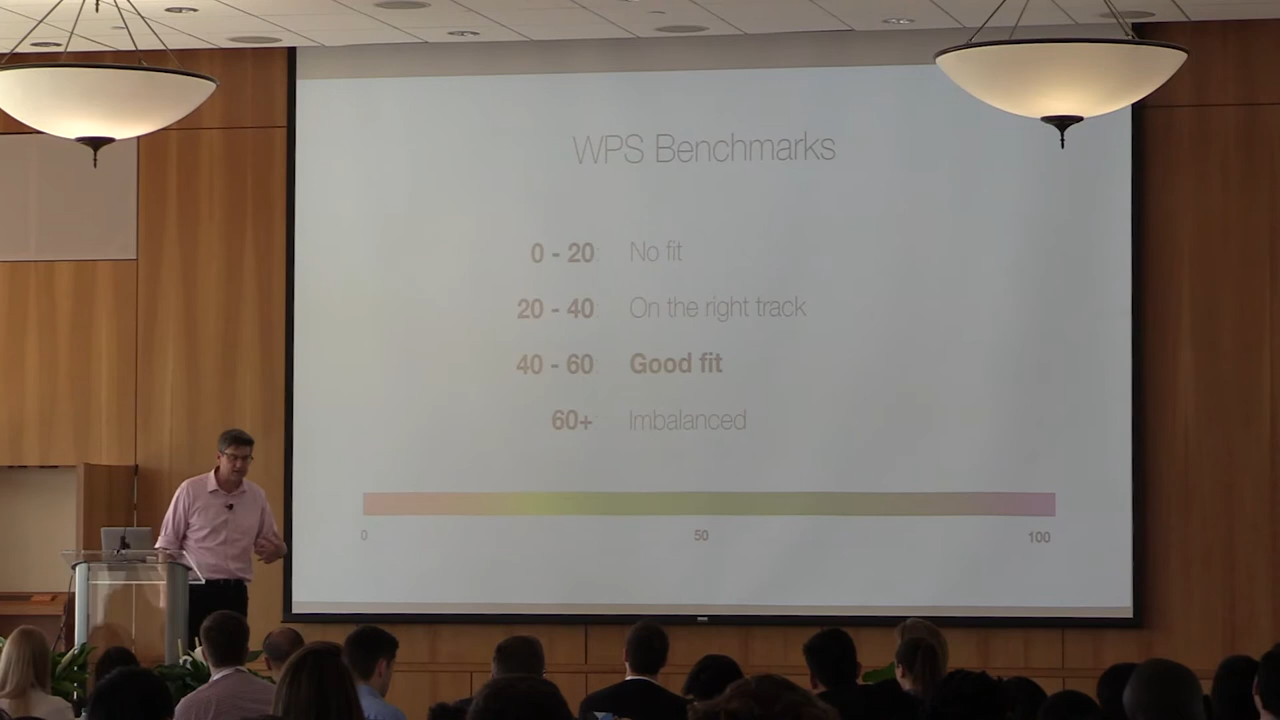 WPS Benchmarks
0 - 20: No fit
20 - 40 On the right track
40 - 60 Good fit
60+: Imbalanced
0 50 100